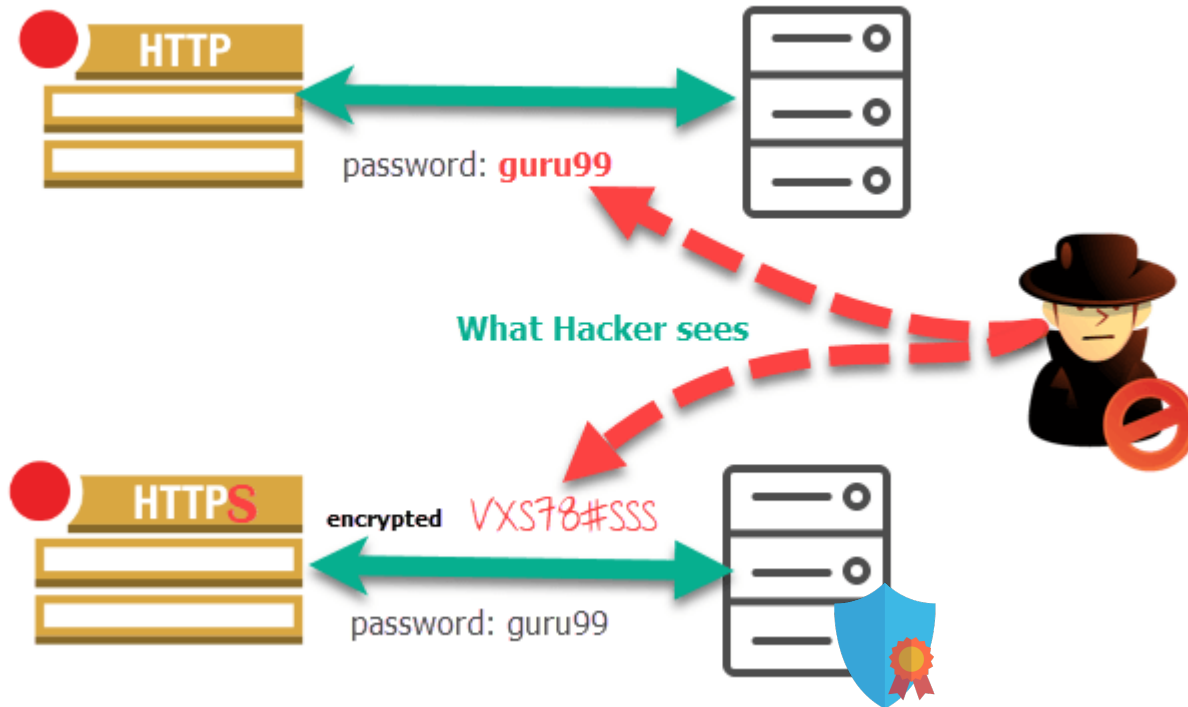 HTTP
password: guru99
What Hacker sees
HTTPS
encrypted VXS78#SSS
password: guru99